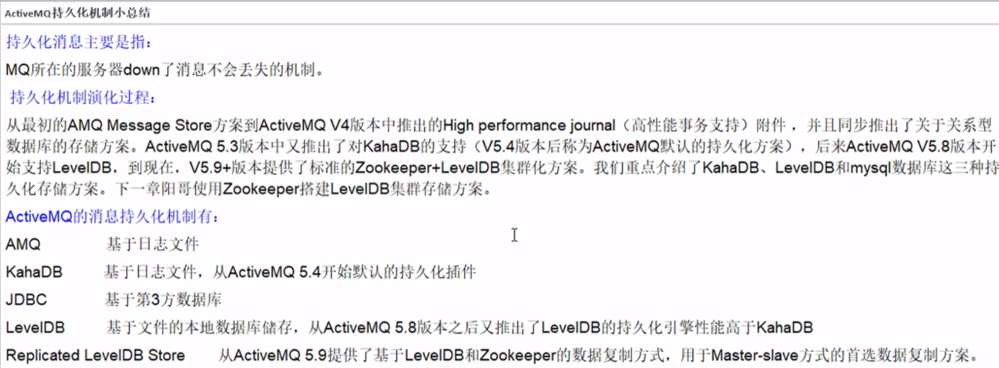 ActiveMQ持久化机制小总结
持久化消息主要是指：
MQ所在的服务器down了消息不会丢失的机制。
持久化机制演化过程：
从最初的AMQ Message Store方案到ActiveMQ V4版本中推出的High performance journal（高性能事务支持）附件，并且同步推出了关于关系型
数据库的存储方案。ActiveMQ 5.3版本中又推出了对KahaDB的支持（V5.4版本后称为ActiveMQ默认的持久化方案），后来ActiveMQ V5.8版本开
始支持LevelDB，到现在，V5.9+版本提供了标准的Zookeeper+LevelDB集群化方案。我们重点介绍了KahaDB、LevelDB和mysql数据库这三种持
久化存储方案。下一章阳哥使用Zookeeper搭建LevelDB集群存储方案。
ActiveMQ的消息持久化机制有：
AMQ 基于日志文件
KahaDB 基于日志文件，从ActiveMQ 5.4开始默认的持久化插件
JDBC 基于第3方数据库
LevelDB 基于文件的本地数据库储存，从ActiveMQ 5.8版本之后又推出了LevelDB的持久化引擎性能高于KahaDB
Replicated LevelDB Store 从ActiveMQ 5.9提供了基于LevelDB和Zookeeper的数据复制方式，用于Master-slave方式的首选数据复制方案。